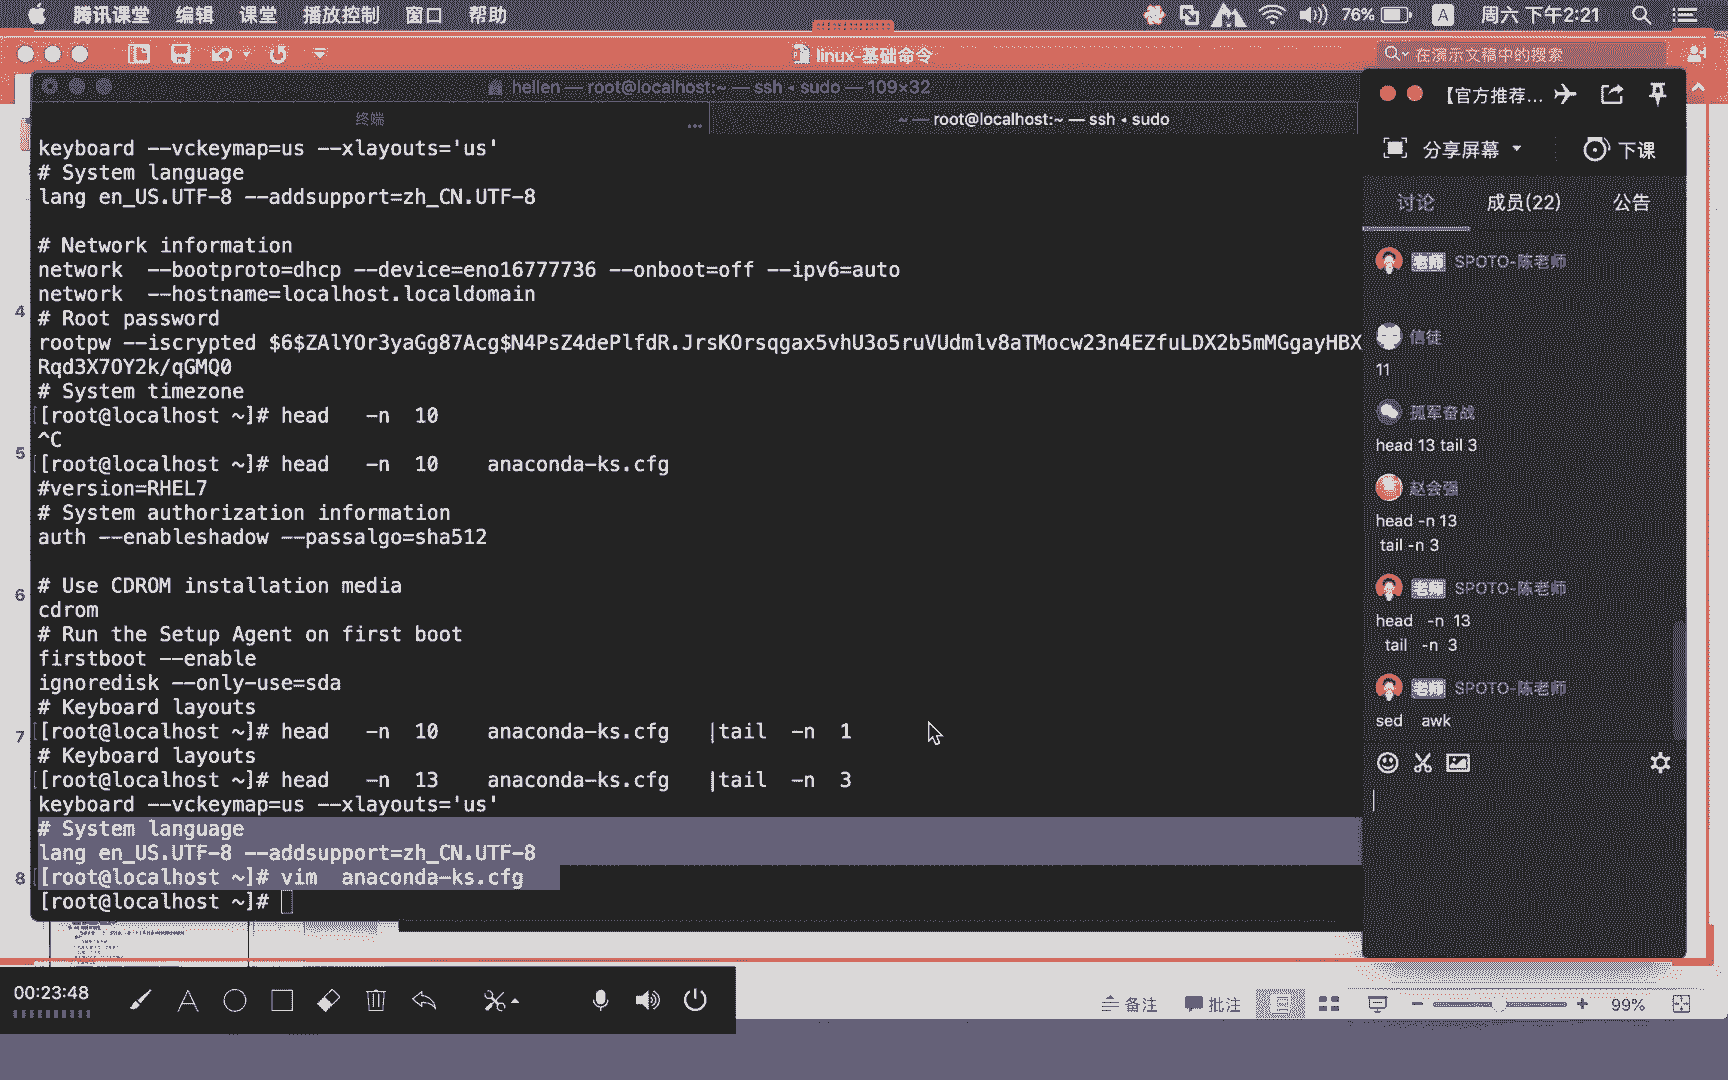 腾讯课堂 编辑 课堂 播放控制 窗口 帮助 76% A 周六 下午2:21
linux-基础命令 在演示文稿中的搜索
hellen — root@localhost:~ — ssh • sudo — 109×32
终端 ~ — root@localhost:~ — ssh • sudo
keyboard --vckeymap=us --xlayouts='us'
# System language
lang en_US.UTF-8 --addsupport=zh_CN.UTF-8
# Network information
network  --bootproto=dhcp --device=eno16777736 --onboot=off --ipv6=auto
network  --hostname=localhost.localdomain
# Root password
rootpw --iscrypted $6$ZAlYOr3yaGg87Acg$N4PsZ4dePlfdR.JrsKOrsqgax5vhU3o5ruVUdmlv8aTMocw23n4EZfuLDX2b5mMGgayHBX
Rqd3X7OY2k/qGMQ0
# System timezone
[root@localhost ~]# head   -n  10
^C
[root@localhost ~]# head   -n  10    anaconda-ks.cfg
#version=RHEL7
# System authorization information
auth --enableshadow --passalgo=sha512
# Use CDROM installation media
cdrom
# Run the Setup Agent on first boot
firstboot --enable
ignoredisk --only-use=sda
# Keyboard layouts
[root@localhost ~]# head   -n  10    anaconda-ks.cfg   |tail  -n  1
# Keyboard layouts
[root@localhost ~]# head   -n  13    anaconda-ks.cfg   |tail  -n  3
keyboard --vckeymap=us --xlayouts='us'
# System language
lang en_US.UTF-8 --addsupport=zh_CN.UTF-8
[root@localhost ~]# vim  anaconda-ks.cfg
[root@localhost ~]#
4
5
6
7
8
【官方推荐...
分享屏幕 下课
讨论 成员(22) 公告
老师 SPOTO-陈老师
信徒
11
孤军奋战
head 13 tail 3
赵会强
head -n 13
tail -n 3
老师 SPOTO-陈老师
head -n 13
tail -n 3
老师 SPOTO-陈老师
sed awk
00:23:48
备注 批注 99%